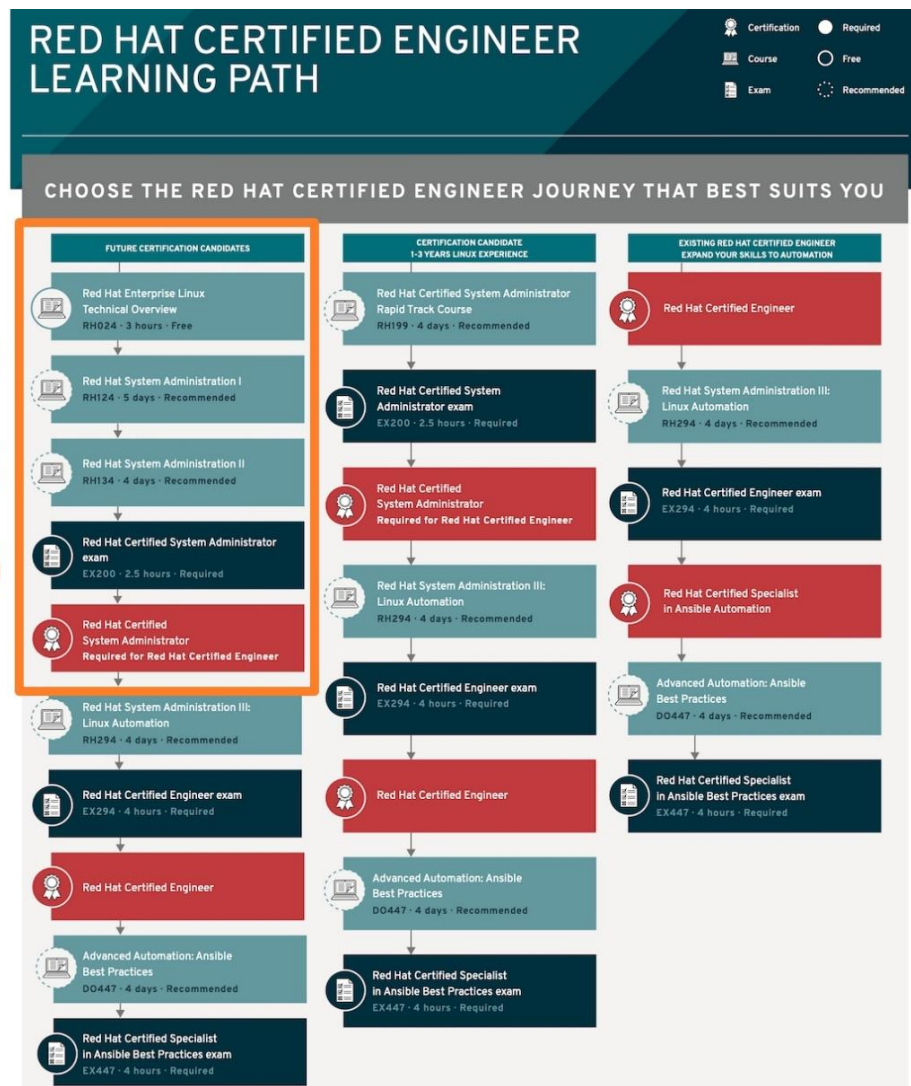 RED HAT CERTIFIED ENGINEER
LEARNING PATH
Certification
Required
Course
Free
Exam
Recommended
CHOOSE THE RED HAT CERTIFIED ENGINEER JOURNEY THAT BEST SUITS YOU
FUTURE CERTIFICATION CANDIDATES
Red Hat Enterprise Linux
Technical Overview
RH024 · 3 hours · Free
Red Hat System Administration I
RH124 · 5 days · Recommended
Red Hat System Administration II
RH134 · 4 days · Recommended
Red Hat Certified System Administrator
exam
EX200 · 2.5 hours · Required
Red Hat Certified
System Administrator
Required for Red Hat Certified Engineer
Red Hat System Administration III:
Linux Automation
RH294 · 4 days · Recommended
Red Hat Certified Engineer exam
EX294 · 4 hours · Required
Red Hat Certified Engineer
Advanced Automation: Ansible
Best Practices
DO447 · 4 days · Recommended
Red Hat Certified Specialist
in Ansible Best Practices exam
EX447 · 4 hours · Required
CERTIFICATION CANDIDATE
1-3 YEARS LINUX EXPERIENCE
Red Hat Certified System Administrator
Rapid Track Course
RH199 · 4 days · Recommended
Red Hat Certified System
Administrator exam
EX200 · 2.5 hours · Required
Red Hat Certified
System Administrator
Required for Red Hat Certified Engineer
Red Hat System Administration III:
Linux Automation
RH294 · 4 days · Recommended
Red Hat Certified Engineer exam
EX294 · 4 hours · Required
Red Hat Certified Engineer
Advanced Automation: Ansible
Best Practices
DO447 · 4 days · Recommended
Red Hat Certified Specialist
in Ansible Best Practices exam
EX447 · 4 hours · Required
EXISTING RED HAT CERTIFIED ENGINEER
EXPAND YOUR SKILLS TO AUTOMATION
Red Hat Certified Engineer
Red Hat System Administration III:
Linux Automation
RH294 · 4 days · Recommended
Red Hat Certified Engineer exam
EX294 · 4 hours · Required
Red Hat Certified Specialist
in Ansible Automation
Advanced Automation: Ansible
Best Practices
DO447 · 4 days · Recommended
Red Hat Certified Specialist
in Ansible Best Practices exam
EX447 · 4 hours · Required